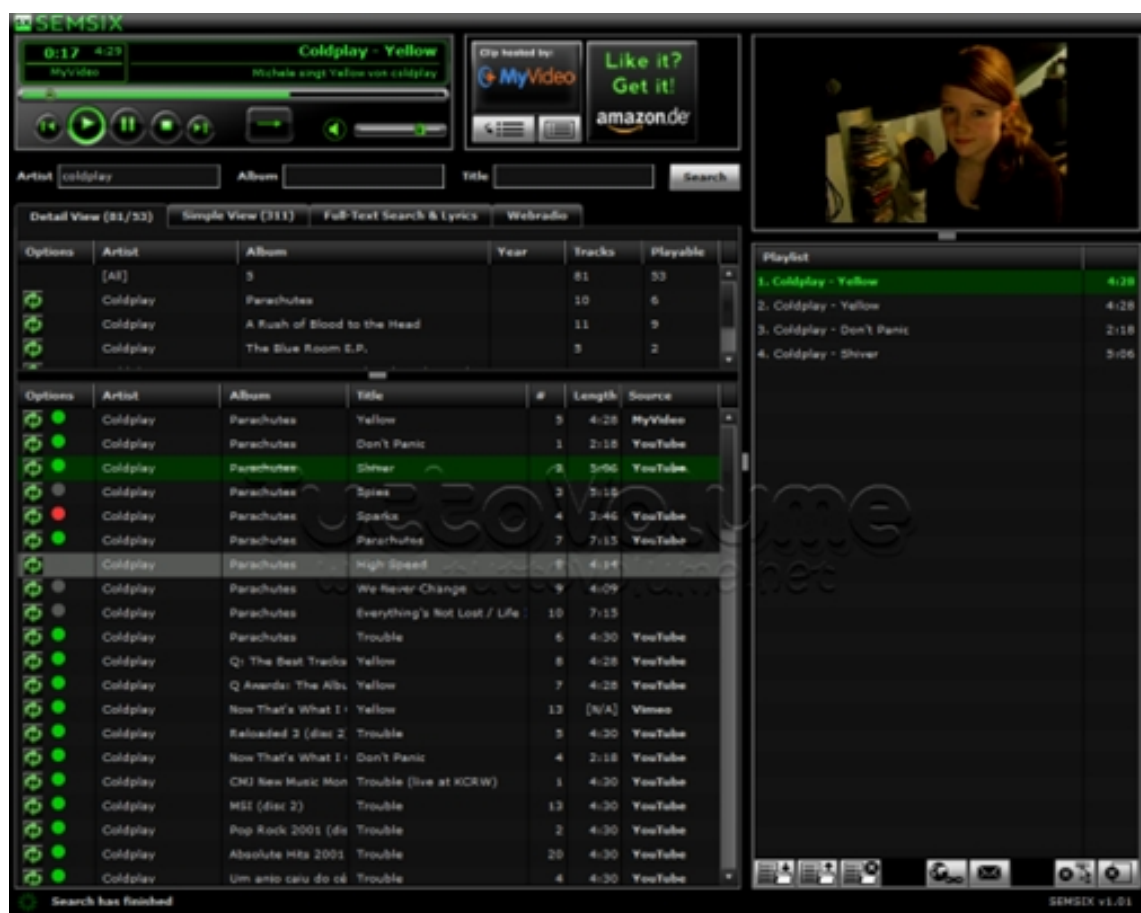 SEMSIX
0:17 4:29 Coldplay - Yellow
MyVideo Michele singt Yellow von coldplay
Clip hosted by:
MyVideo
Like it?
Get it!
amazon.de
Artist coldplay Album Title Search
Detail View (81/53) Simple View (311) Full-Text Search & Lyrics Webradio
Options Artist Album Year Tracks Playable
[All] 81 53
Coldplay Parachutes 10 6
Coldplay A Rush of Blood to the Head 11 9
Coldplay The Blue Room E.P. 5 2
Options Artist Album Title # Length Source
Coldplay Parachutes Yellow 5 4:28 MyVideo
Coldplay Parachutes Don't Panic 1 2:18 YouTube
Coldplay Parachutes Shiver 5:06 YouTube
Coldplay Parachutes Spies 3 5:18
Coldplay Parachutes Sparks 4 3:46 YouTube
Coldplay Parachutes Parachutes 7 7:15 YouTube
Coldplay Parachutes High Speed 8 4:14
Coldplay Parachutes We Never Change 9 4:09
Coldplay Parachutes Everything's Not Lost / Life 10 7:15
Coldplay Parachutes Trouble 6 4:30 YouTube
Coldplay Q: The Best Tracks Yellow 8 4:28 YouTube
Coldplay Q Awards: The Albu Yellow 7 4:28 YouTube
Coldplay Now That's What I Yellow 13 [N/A] Vimeo
Coldplay Reloaded 3 (disc 2) Trouble 5 4:30 YouTube
Coldplay Now That's What I Don't Panic 4 2:18 YouTube
Coldplay CMJ New Music Mon Trouble (live at KCRW) 1 4:30 YouTube
Coldplay MSI (disc 2) Trouble 13 4:30 YouTube
Coldplay Pop Rock 2001 (dis Trouble 2 4:30 YouTube
Coldplay Absolute Hits 2001 Trouble 20 4:30 YouTube
Coldplay Um anjo caiu do cé Trouble 4 4:30 YouTube
Search has finished
Playlist
1. Coldplay - Yellow 4:28
2. Coldplay - Yellow 4:28
3. Coldplay - Don't Panic 2:18
4. Coldplay - Shiver 5:06
TuttoVolume
www.tuttovolume.net
SEMSIX v1.01